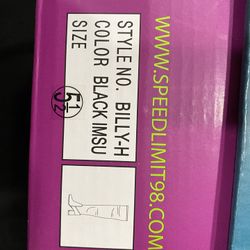 WWW.SPEEDLIMIT98.COM
STYLE NO. BILLY-H
COLOR BLACK IMSU
SIZE 5½